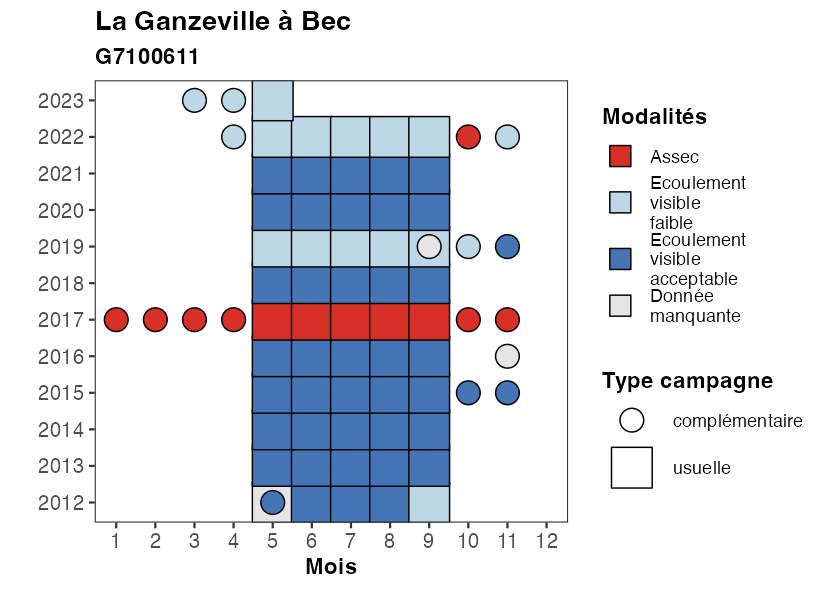 La Ganzeville à Bec
G7100611
2023
2022
2021
2020
2019
2018
2017
2016
2015
2014
2013
2012
1 2 3 4 5 6 7 8 9 10 11 12
Mois
Modalités
Assec
Ecoulement
visible
faible
Ecoulement
visible
acceptable
Donnée
manquante
Type campagne
complémentaire
usuelle